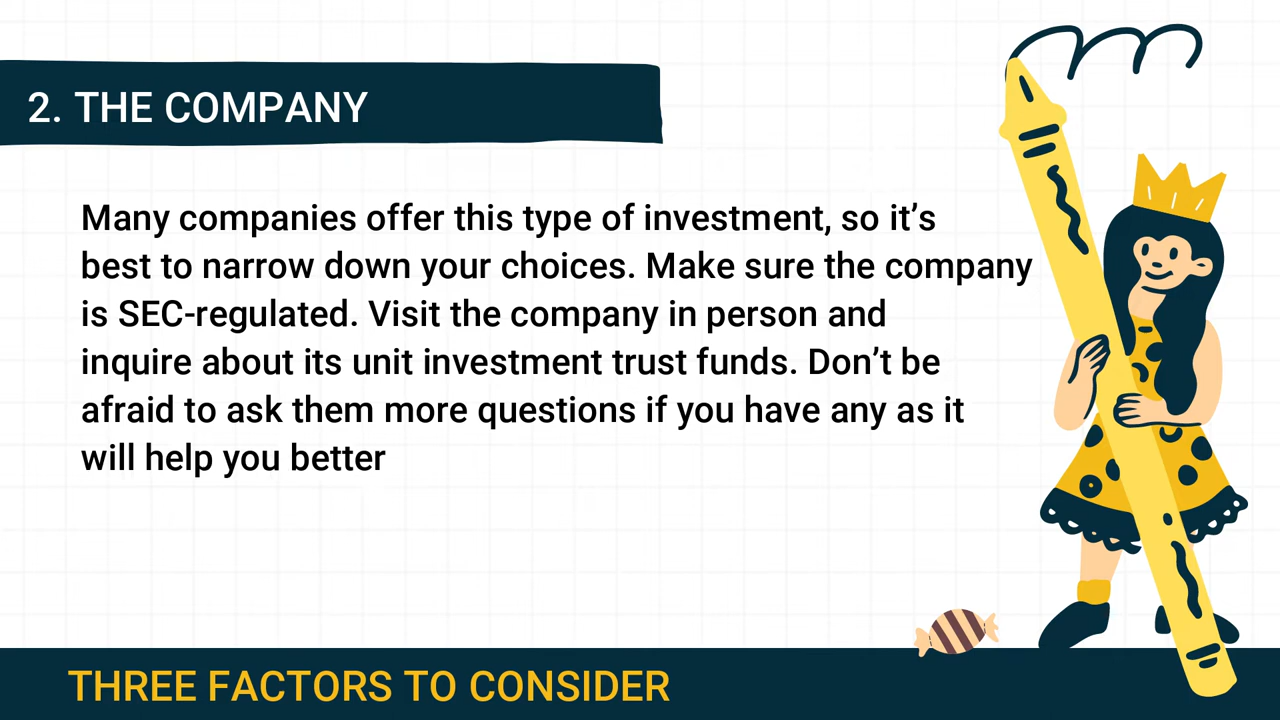 2. THE COMPANY
Many companies offer this type of investment, so it’s
best to narrow down your choices. Make sure the company
is SEC-regulated. Visit the company in person and
inquire about its unit investment trust funds. Don’t be
afraid to ask them more questions if you have any as it
will help you better
THREE FACTORS TO CONSIDER